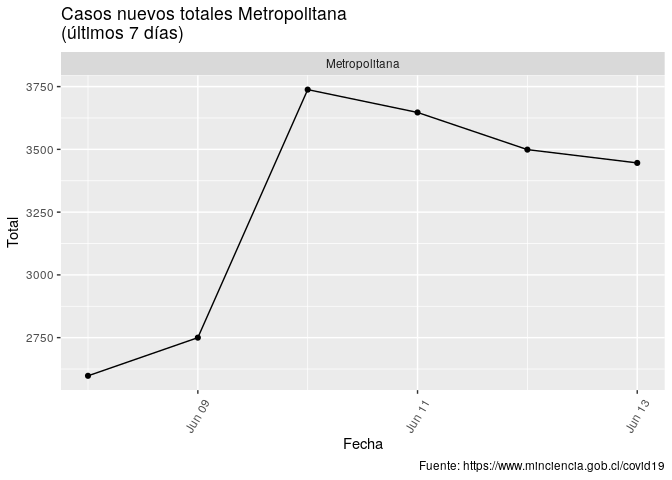 Casos nuevos totales Metropolitana
(últimos 7 días)
Metropolitana
3750
3500
3250
3000
2750
Total
Jun 09
Jun 11
Jun 13
Fecha
Fuente: https://www.minciencia.gob.cl/covid19